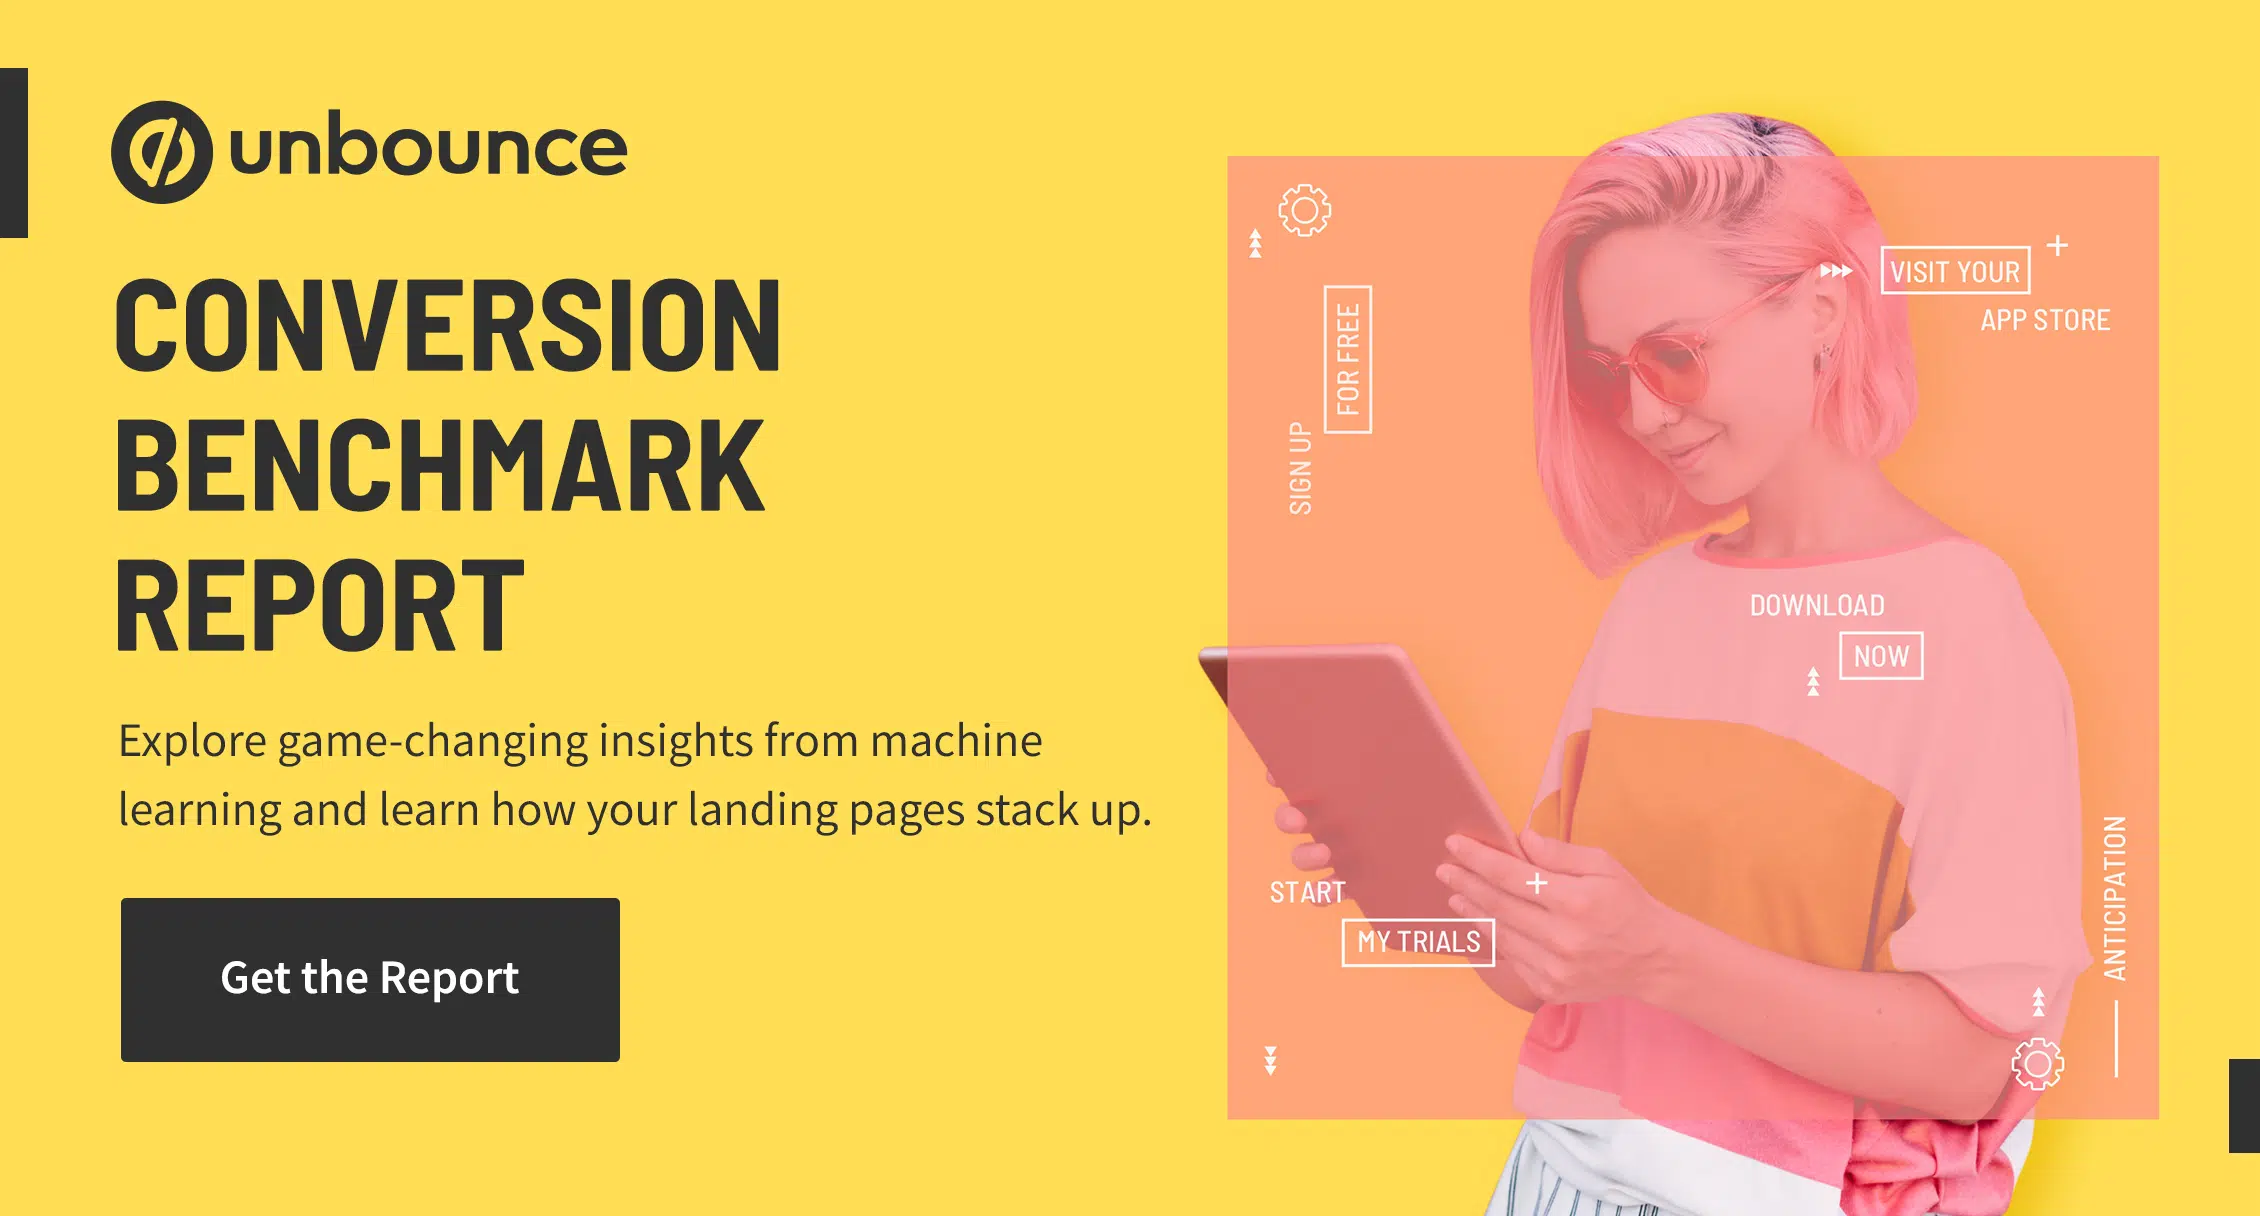 unbounce
CONVERSION
BENCHMARK
REPORT
Explore game-changing insights from machine
learning and learn how your landing pages stack up.
Get the Report
VISIT YOUR
APP STORE
SIGN UP
FOR FREE
DOWNLOAD
NOW
START
MY TRIALS
ANTICIPATION